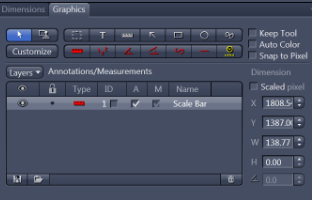 Dimensions Graphics
T
Keep Tool
Auto Color
Snap to Pixel
Customize
Layers Annotations/Measurements
Dimension
Type ID A M Name
Scaled pixel
1 Scale Bar
X 1808.5
Y 1387.0
W 138.77
H 0.00
0.0